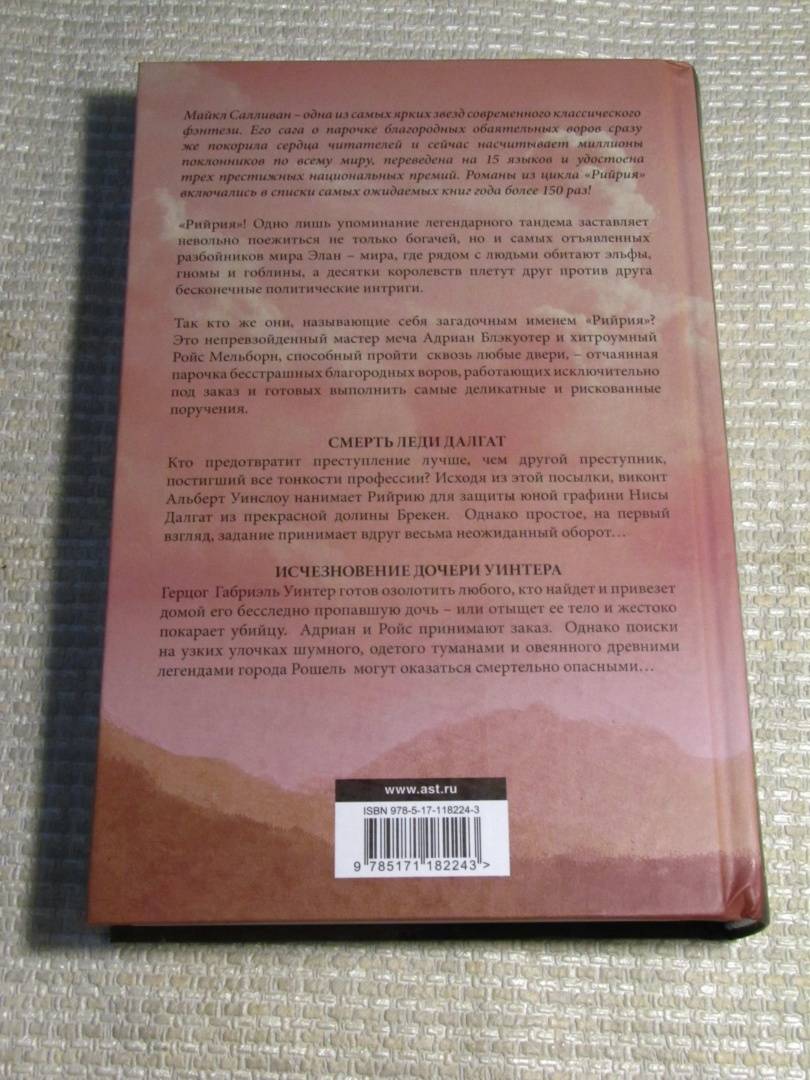 Майкл Салливан – одна из самых ярких звезд современного классического
фэнтези. Его сага о парочке благородных обаятельных воров сразу
же покорила сердца читателей и сейчас насчитывает миллионы
поклонников по всему миру, переведена на 15 языков и удостоена
трех престижных национальных премий. Романы из цикла «Рийрия»
включались в списки самых ожидаемых книг года более 150 раз!
«Рийрия»! Одно лишь упоминание легендарного тандема заставляет
невольно поежиться не только богачей, но и самых отъявленных
разбойников мира Элан – мира, где рядом с людьми обитают эльфы,
гномы и гоблины, а десятки королевств плетут друг против друга
бесконечные политические интриги.
Так кто же они, называющие себя загадочным именем «Рийрия»?
Это непревзойденный мастер меча Адриан Блэкуотер и хитроумный
Ройс Мельборн, способный пройти сквозь любые двери, – отчаянная
парочка бесстрашных благородных воров, работающих исключительно
под заказ и готовых выполнить самые деликатные и рискованные
поручения.
СМЕРТЬ ЛЕДИ ДАЛГАТ
Кто предотвратит преступление лучше, чем другой преступник,
постигший все тонкости профессии? Исходя из этой посылки, виконт
Альберт Уинслоу нанимает Рийрию для защиты юной графини Нисы
Далгат из прекрасной долины Брекен. Однако простое, на первый
взгляд, задание принимает вдруг весьма неожиданный оборот...
ИСЧЕЗНОВЕНИЕ ДОЧЕРИ УИНТЕРА
Герцог Габриэль Уинтер готов озолотить любого, кто найдет и привезет
домой его бесследно пропавшую дочь – или отыщет ее тело и жестоко
покарает убийцу. Адриан и Ройс принимают заказ. Однако поиски
на узких улочках шумного, одетого туманами и овеянного древними
легендами города Рошель могут оказаться смертельно опасными...
www.ast.ru
ISBN 978-5-17-118224-3
9 785171 182243 >